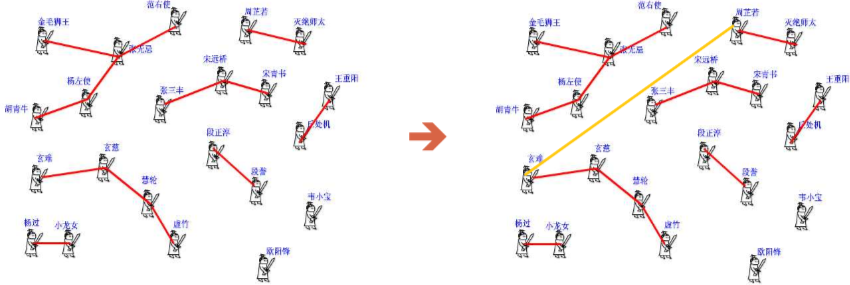 范右使
金毛狮王
周芷若
灭绝师太
张无忌
宋远桥
杨左使
宋青书
王重阳
张三丰
胡青牛
丘处机
段正淳
玄慈
玄难
段誉
慧轮
韦小宝
杨过
小龙女
虚竹
欧阳锋
范右使
金毛狮王
周芷若
灭绝师太
张无忌
宋远桥
杨左使
宋青书
王重阳
张三丰
胡青牛
丘处机
段正淳
玄慈
玄难
段誉
慧轮
韦小宝
杨过
小龙女
虚竹
欧阳锋